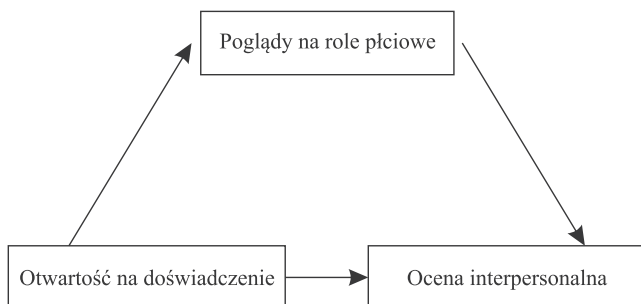 Poglądy na role płciowe
Otwartość na doświadczenie
Ocena interpersonalna